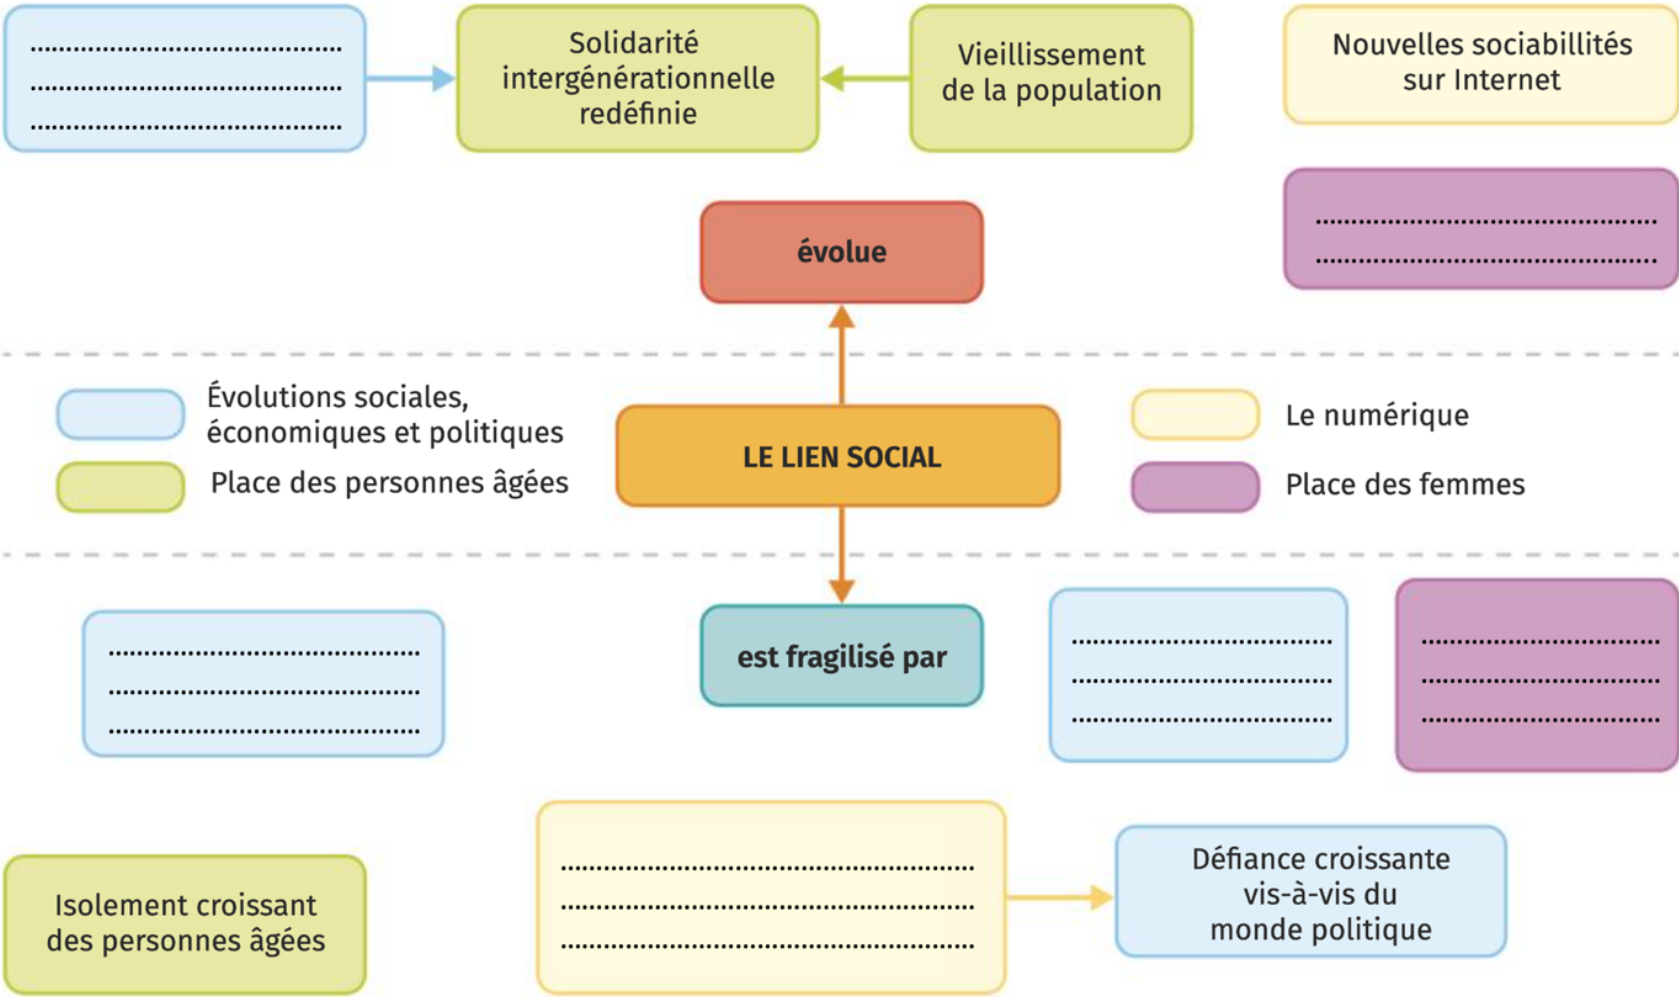 Solidarité
intergénérationnelle
redéfinie
Vieillissement
de la population
Nouvelles sociabillités
sur Internet
évolue
Évolutions sociales,
économiques et politiques
Place des personnes âgées
LE LIEN SOCIAL
Le numérique
Place des femmes
est fragilisé par
Isolement croissant
des personnes âgées
Défiance croissante
vis-à-vis du
monde politique